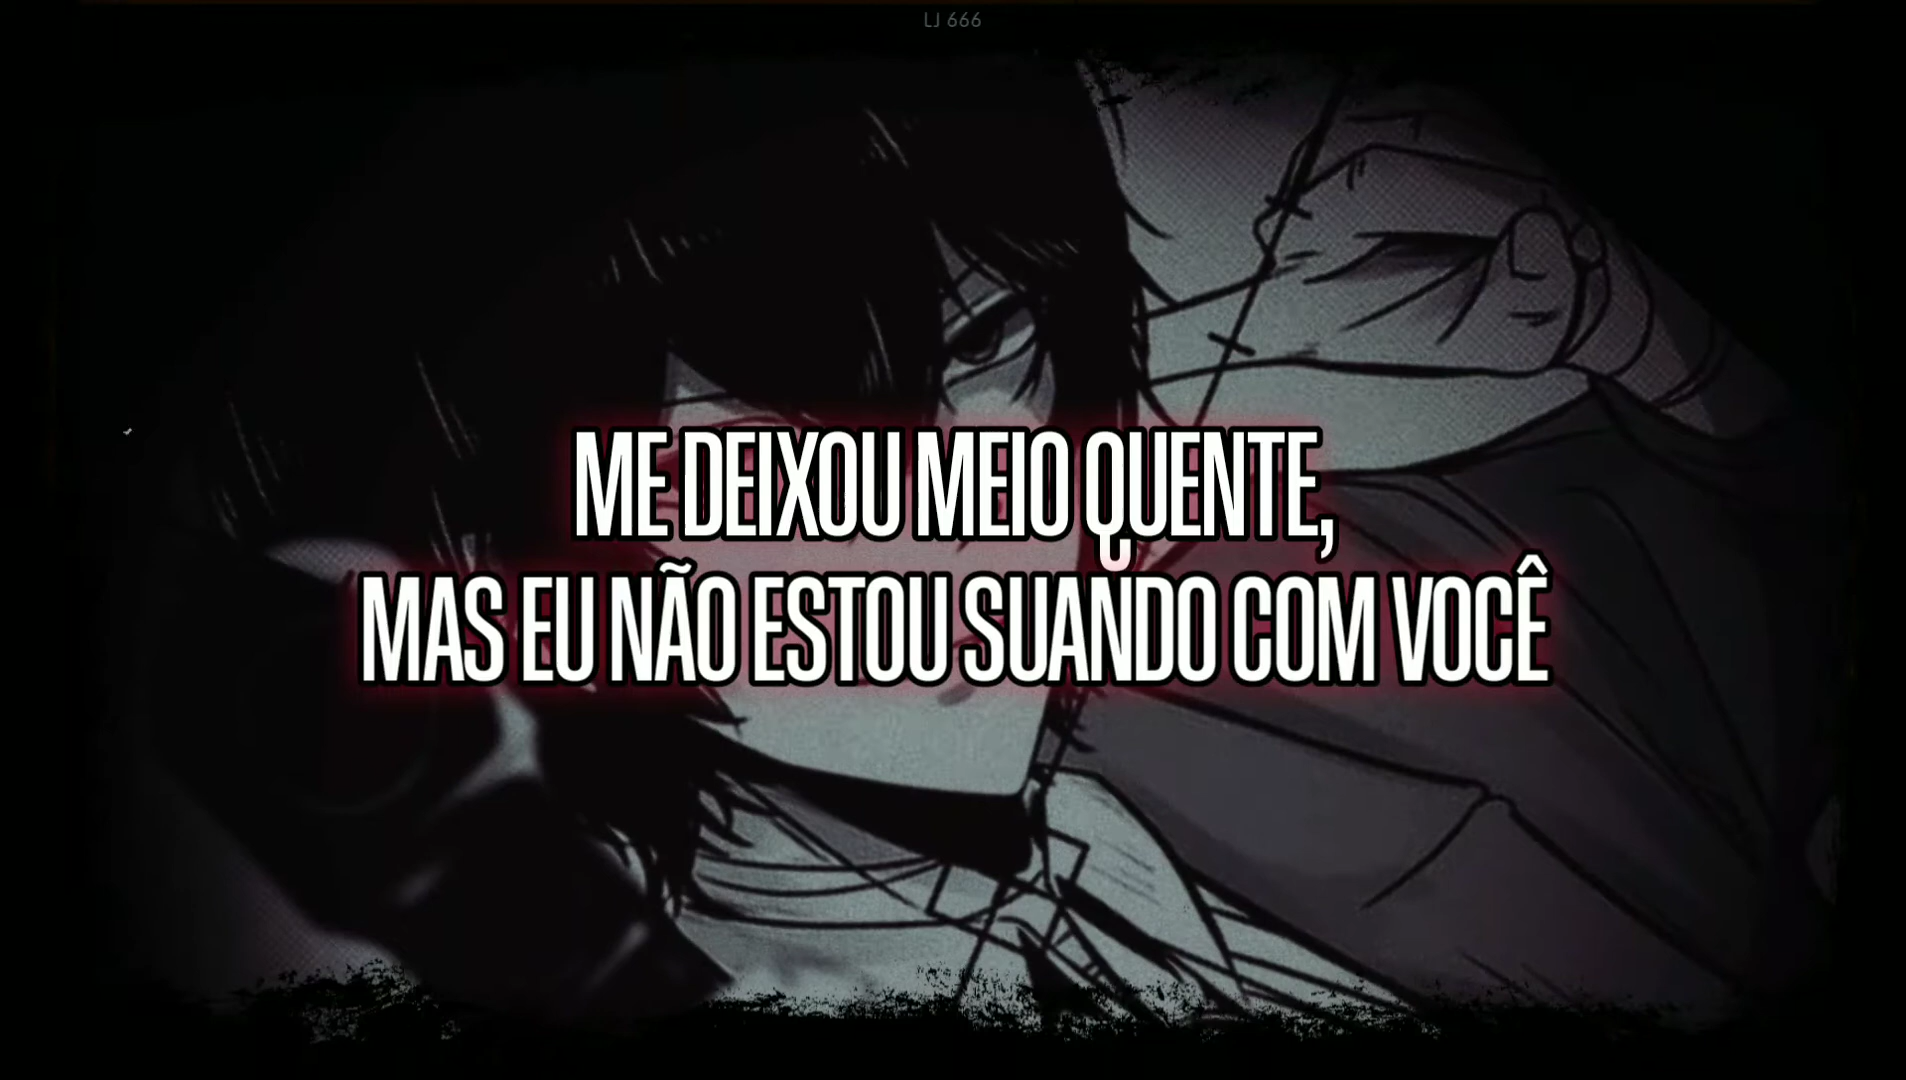 LJ 666
ME DEIXOU MEIO QUENTE,
MAS EU NÃO ESTOU SUANDO COM VOCÊ